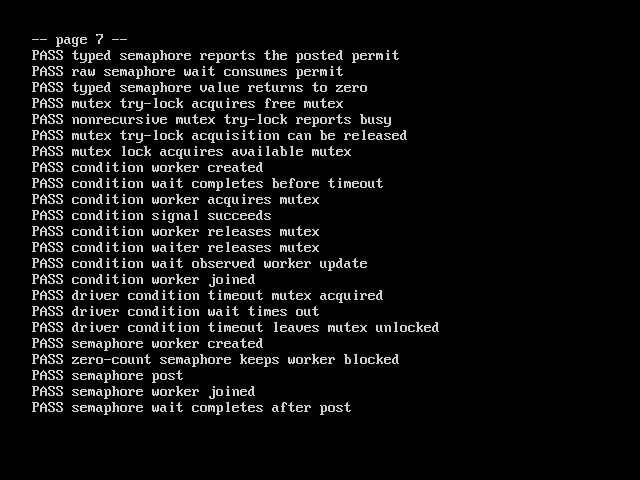 -- page 7 --
PASS typed semaphore reports the posted permit
PASS raw semaphore wait consumes permit
PASS typed semaphore value returns to zero
PASS mutex try-lock acquires free mutex
PASS nonrecursive mutex try-lock reports busy
PASS mutex try-lock acquisition can be released
PASS mutex lock acquires available mutex
PASS condition worker created
PASS condition wait completes before timeout
PASS condition worker acquires mutex
PASS condition signal succeeds
PASS condition worker releases mutex
PASS condition waiter releases mutex
PASS condition wait observed worker update
PASS condition worker joined
PASS driver condition timeout mutex acquired
PASS driver condition wait times out
PASS driver condition timeout leaves mutex unlocked
PASS semaphore worker created
PASS zero-count semaphore keeps worker blocked
PASS semaphore post
PASS semaphore worker joined
PASS semaphore wait completes after post